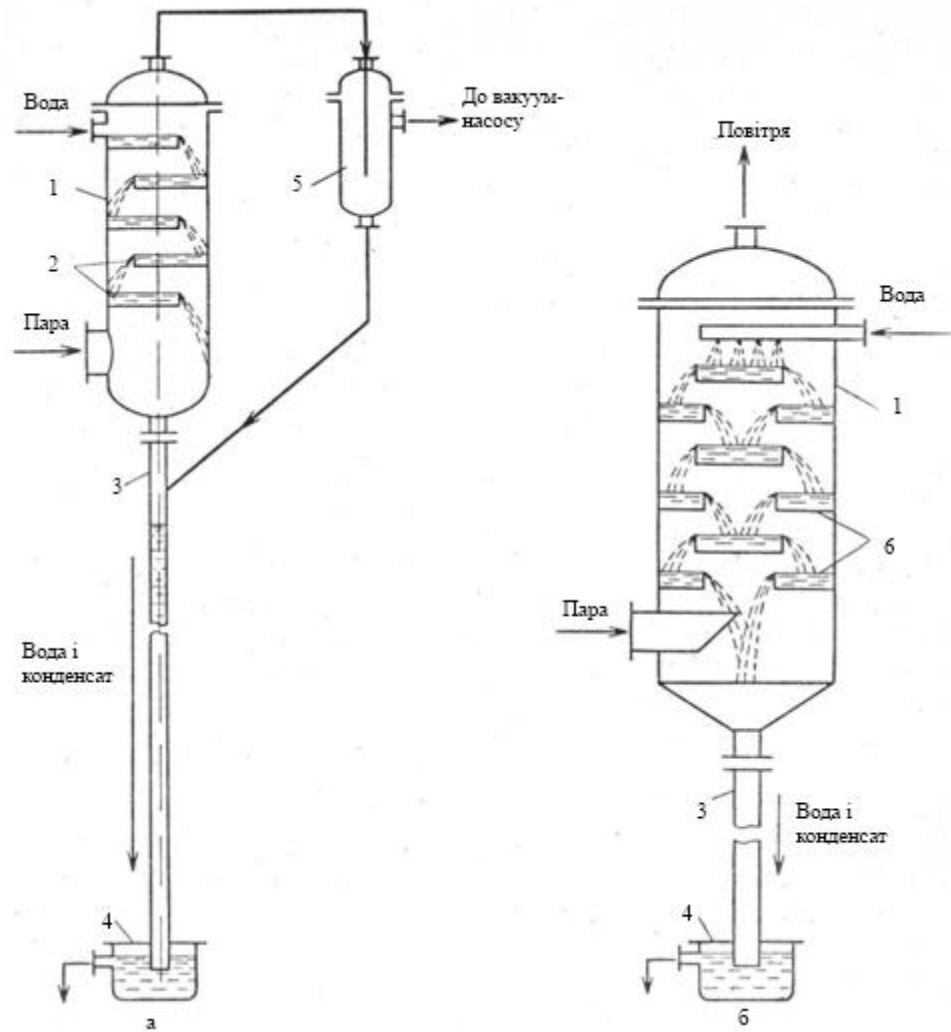 Вода
1
2
Пара
3
Вода і
конденсат
4
а
5
До вакуум-
насосу
Повітря
Вода
1
6
Пара
3
Вода і
конденсат
4
б